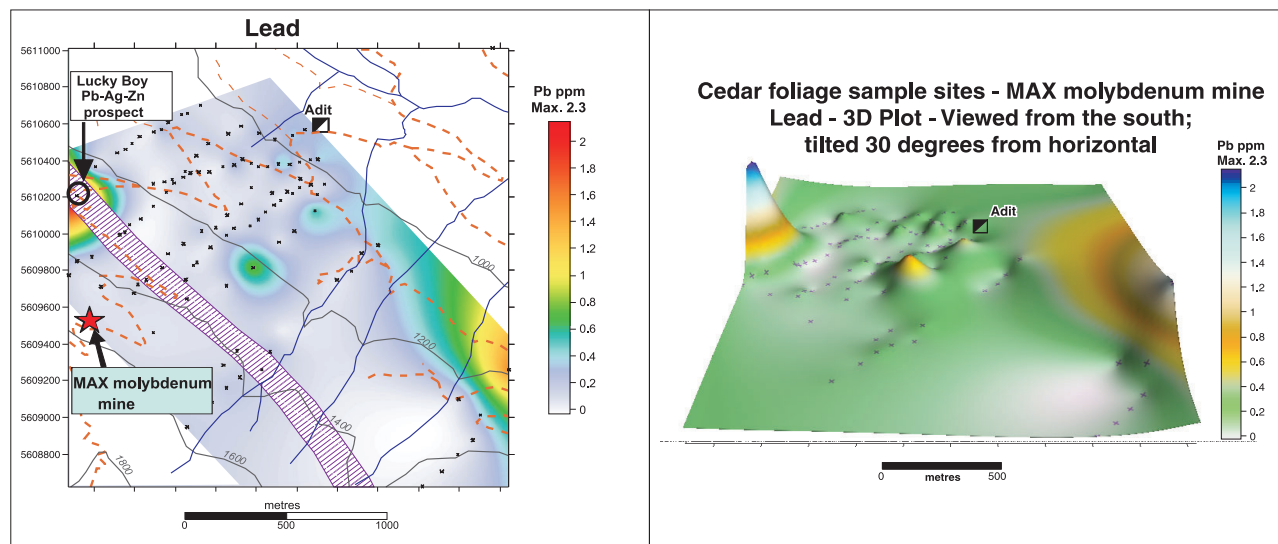 Lead
5611000
5610800
5610600
5610400
5610200
5610000
5609800
5609600
5609400
5609200
5609000
5608800
Lucky Boy
Pb-Ag-Zn
prospect
Adit
MAX molybdenum
mine
1000
1200
1400
1600
1800
Pb ppm
Max. 2.3
2
1.8
1.6
1.4
1.2
1
0.8
0.6
0.4
0.2
0
metres
0 500 1000
Cedar foliage sample sites - MAX molybdenum mine
Lead - 3D Plot - Viewed from the south;
tilted 30 degrees from horizontal
Adit
Pb ppm
Max. 2.3
2
1.8
1.6
1.4
1.2
1
0.8
0.6
0.4
0.2
0
0 500
metres